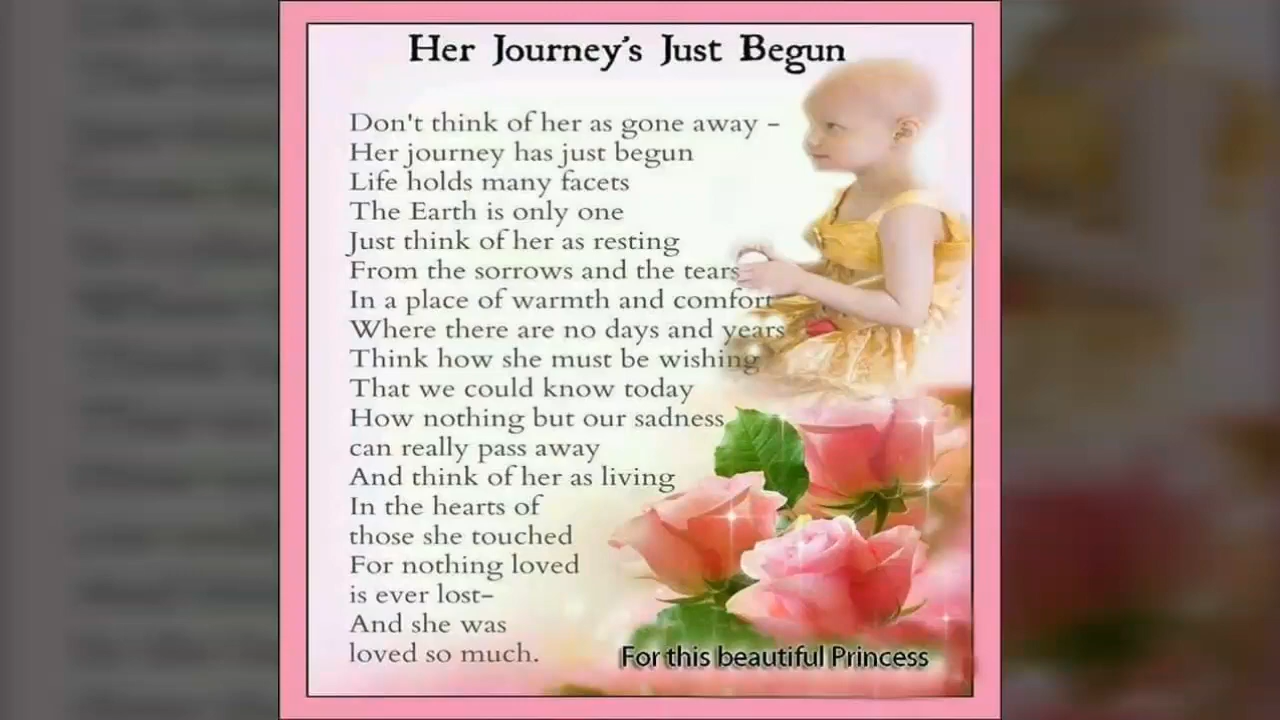 Her Journey's Just Begun
Don't think of her as gone away -
Her journey has just begun
Life holds many facets
The Earth is only one
Just think of her as resting
From the sorrows and the tears
In a place of warmth and comfort
Where there are no days and years
Think how she must be wishing
That we could know today
How nothing but our sadness
can really pass away
And think of her as living
In the hearts of
those she touched
For nothing loved
is ever lost-
And she was
loved so much.
For this beautiful Princess